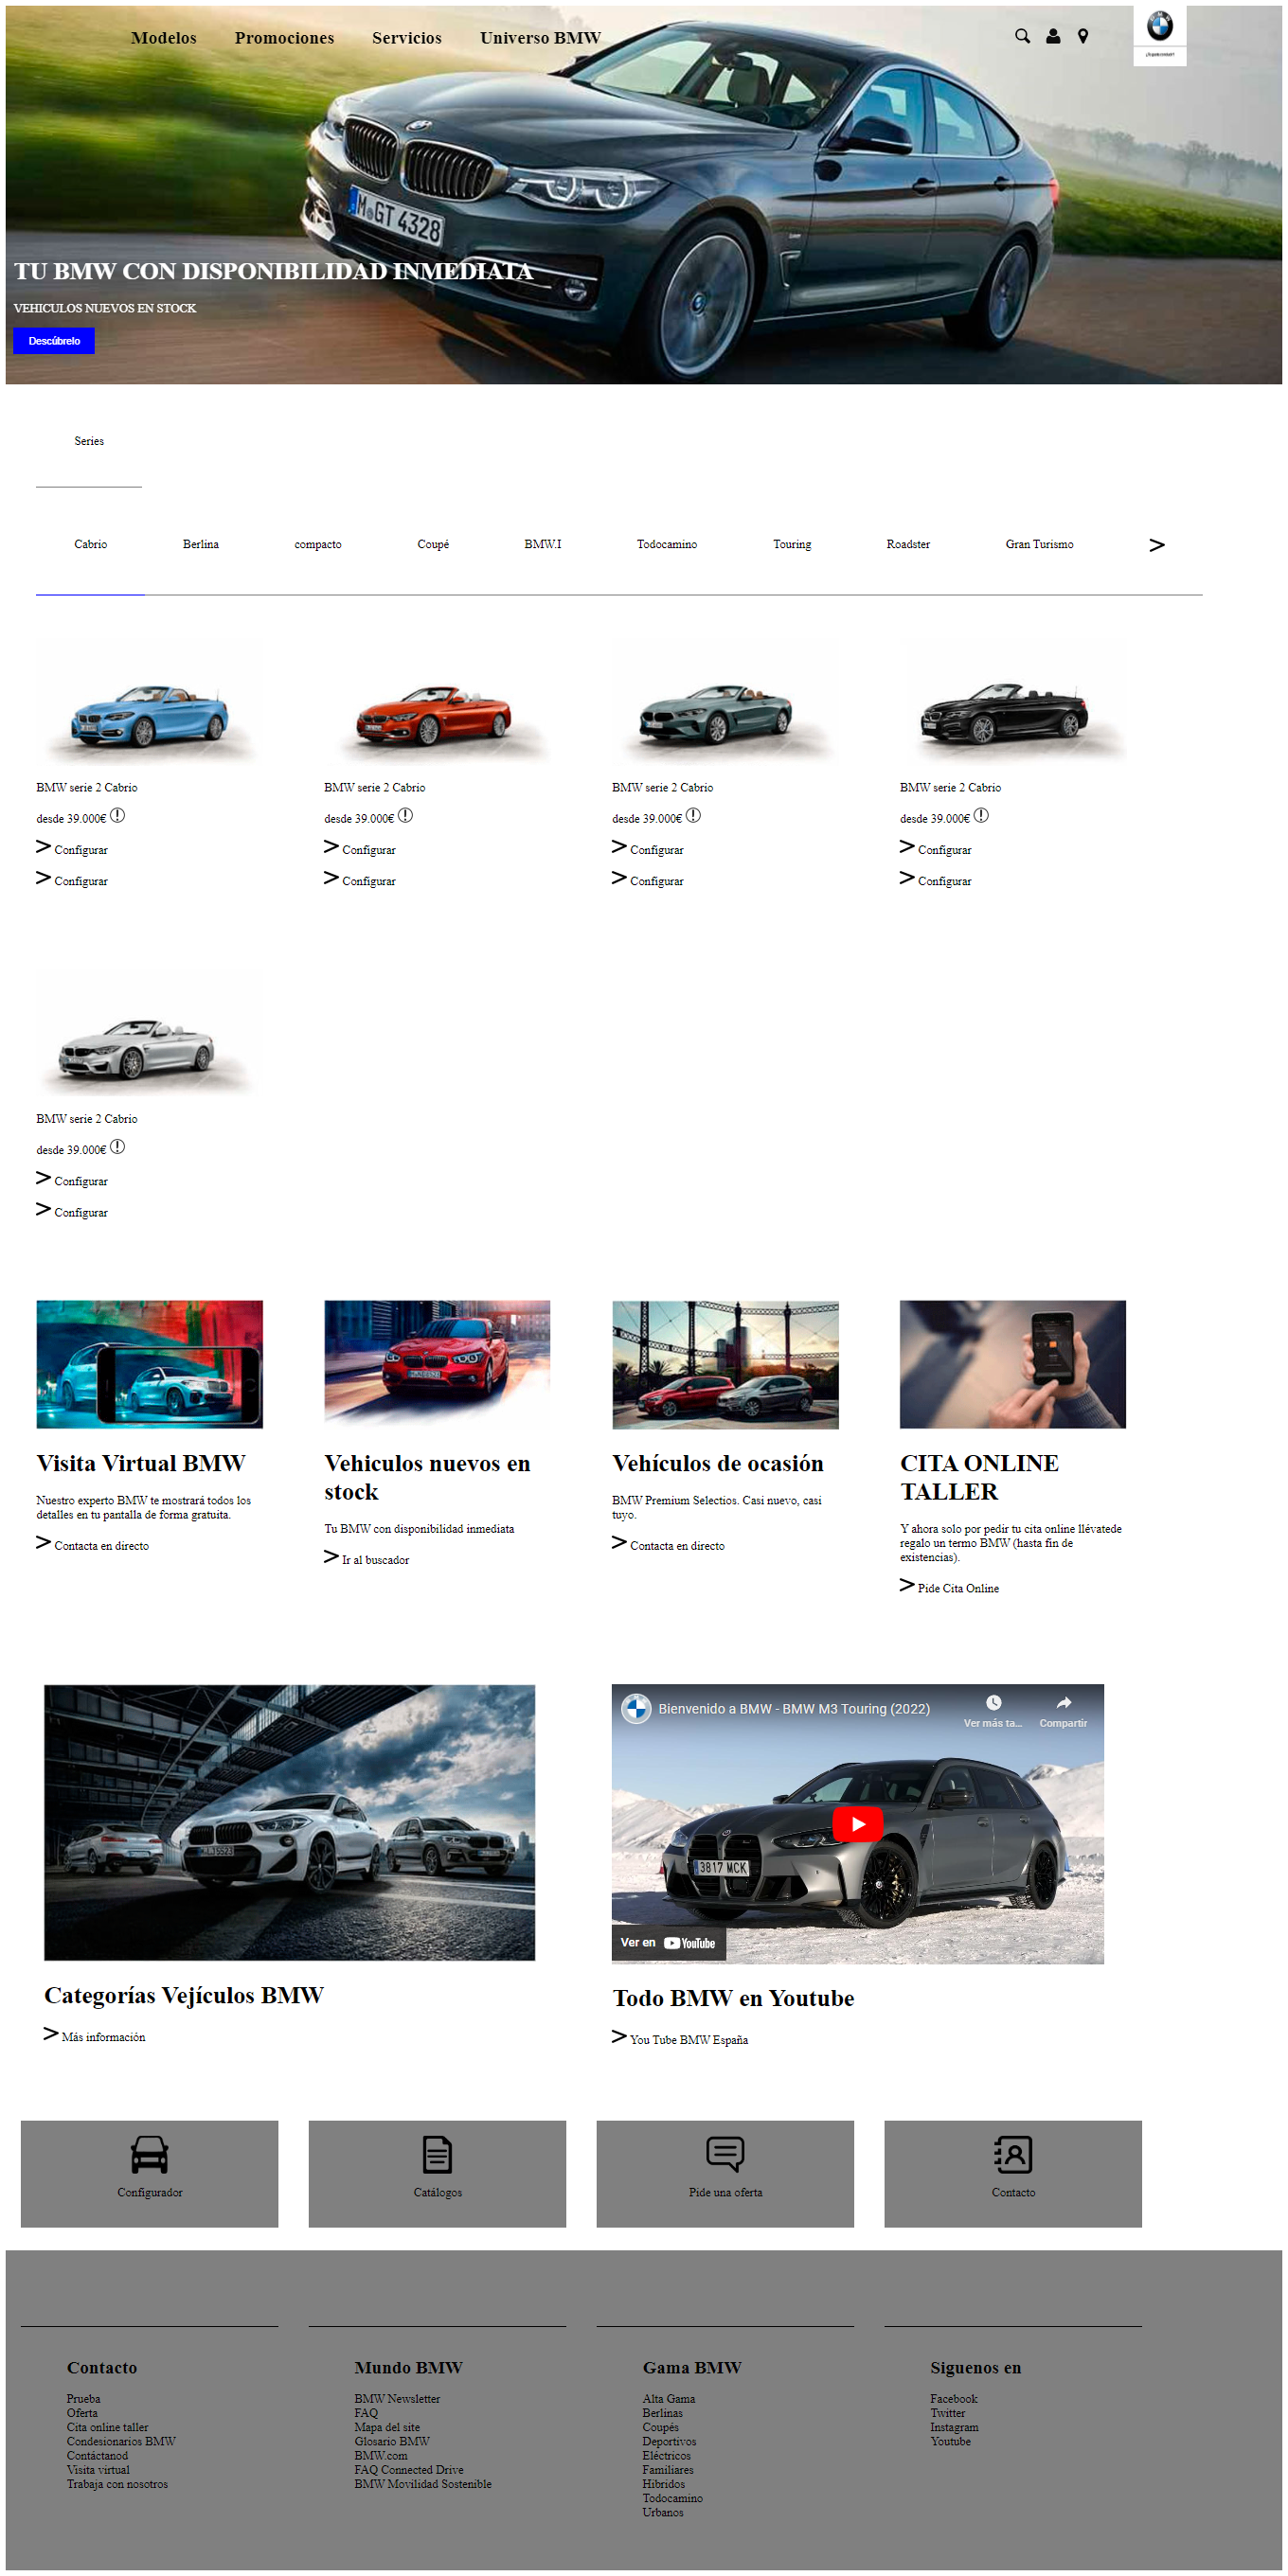 Modelos Promociones Servicios Universo BMW
M GT 4328
TU BMW CON DISPONIBILIDAD INMEDIATA
VEHICULOS NUEVOS EN STOCK
Descúbrelo
Series
Cabrio Berlina compacto Coupé BMW.I Todocamino Touring Roadster Gran Turismo >
BMW serie 2 Cabrio BMW serie 2 Cabrio BMW serie 2 Cabrio BMW serie 2 Cabrio
desde 39.000€ desde 39.000€ desde 39.000€ desde 39.000€
> Configurar > Configurar > Configurar > Configurar
> Configurar > Configurar > Configurar > Configurar
BMW serie 2 Cabrio
desde 39.000€
> Configurar
> Configurar
Visita Virtual BMW
Nuestro experto BMW te mostrará todos los
detalles en tu pantalla de forma gratuita.
> Contacta en directo
Vehiculos nuevos en
stock
Tu BMW con disponibilidad inmediata
> Ir al buscador
Vehículos de ocasión
BMW Premium Selectios. Casi nuevo, casi
tuyo.
> Contacta en directo
CITA ONLINE
TALLER
Y ahora solo por pedir tu cita online llévatede
regalo un termo BMW (hasta fin de
existencias).
> Pide Cita Online
Categorías Vejículos BMW
> Más información
Bienvenido a BMW - BMW M3 Touring (2022)
Ver más ta... Compartir
3817 MCK
Ver en YouTube
Todo BMW en Youtube
> You Tube BMW España
Configurador Catálogos Pide una oferta Contacto
Contacto
Prueba
Oferta
Cita online taller
Condesionarios BMW
Contáctanod
Visita virtual
Trabaja con nosotros
Mundo BMW
BMW Newsletter
FAQ
Mapa del site
Glosario BMW
BMW.com
FAQ Connected Drive
BMW Movilidad Sostenible
Gama BMW
Alta Gama
Berlinas
Coupés
Deportivos
Eléctricos
Familiares
Hibridos
Todocamino
Urbanos
Siguenos en
Facebook
Twitter
Instagram
Youtube